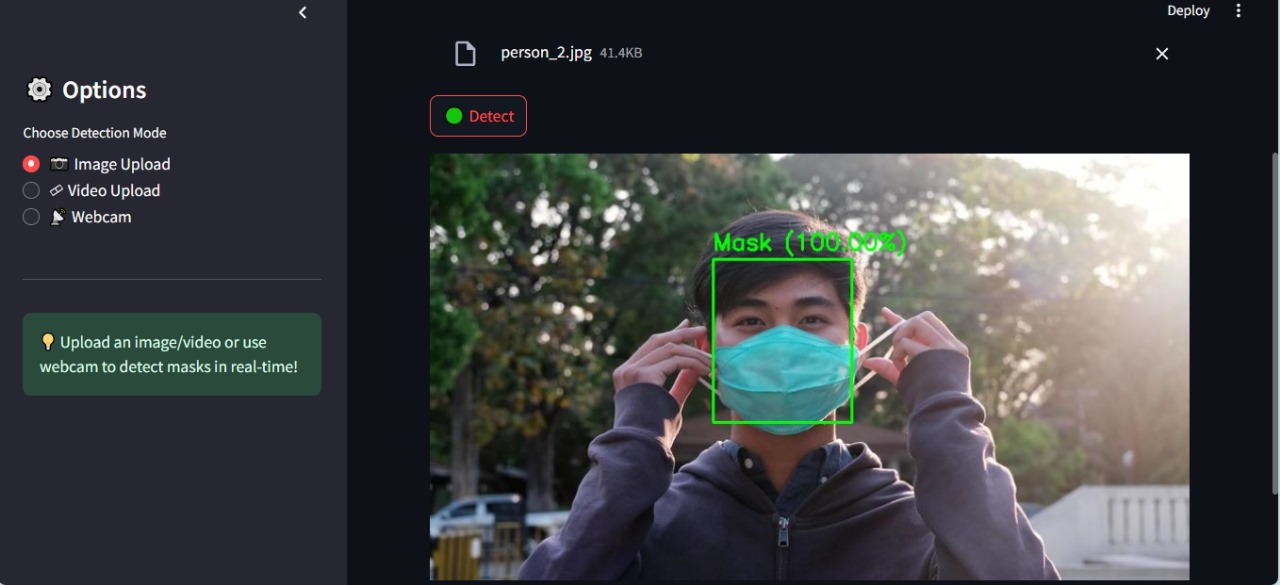 Deploy
person_2.jpg 41.4KB
Options
Detect
Choose Detection Mode
Image Upload
Video Upload
Webcam
Mask (100.00%)
Upload an image/video or use
webcam to detect masks in real-time!